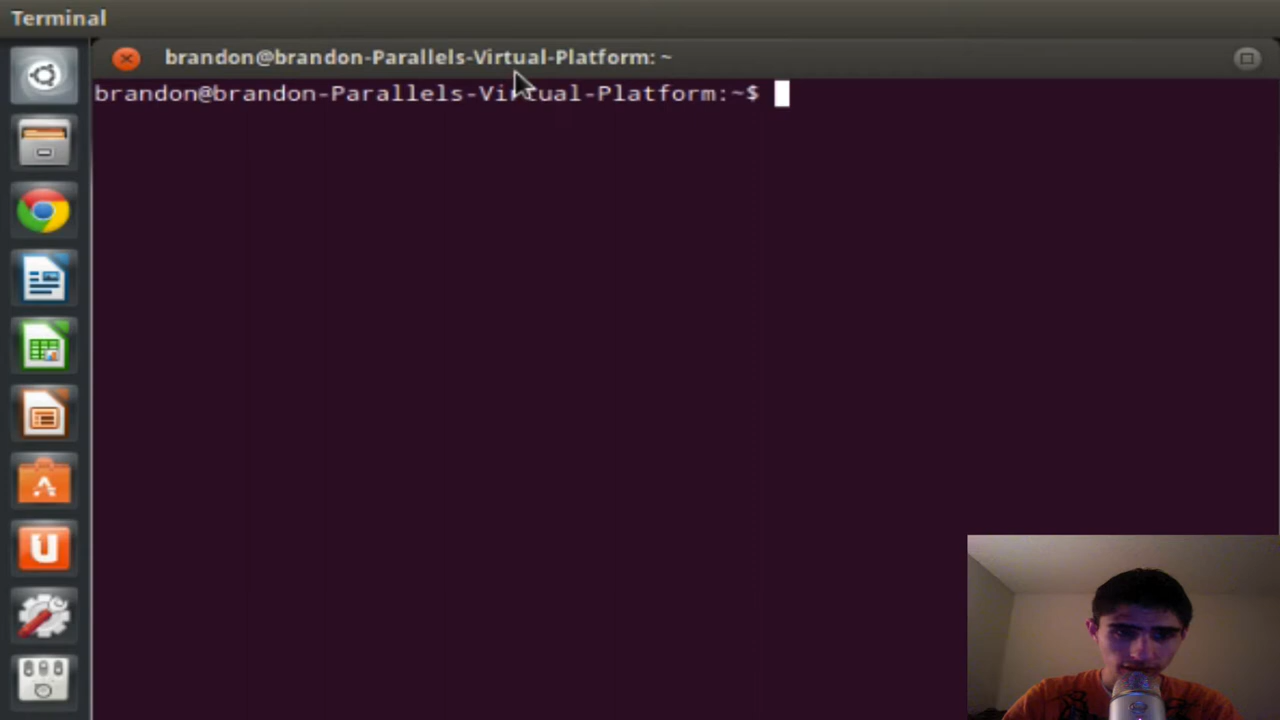 Terminal
brandon@brandon-Parallels-Virtual-Platform: ~
brandon@brandon-Parallels-Virtual-Platform:~$